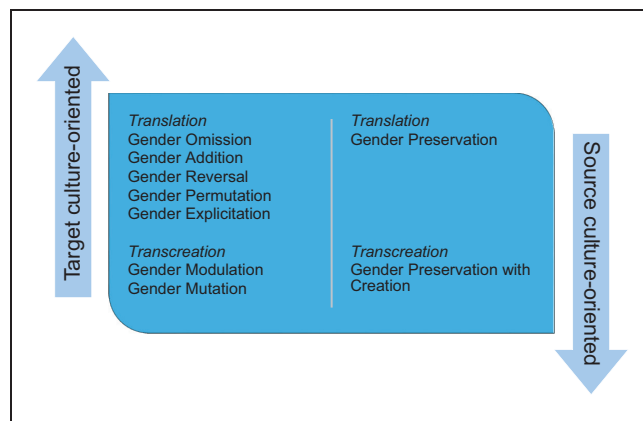 Target culture-oriented
Translation
Gender Omission
Gender Addition
Gender Reversal
Gender Permutation
Gender Explicitation
Transcreation
Gender Modulation
Gender Mutation
Translation
Gender Preservation
Transcreation
Gender Preservation with
Creation
Source culture-oriented